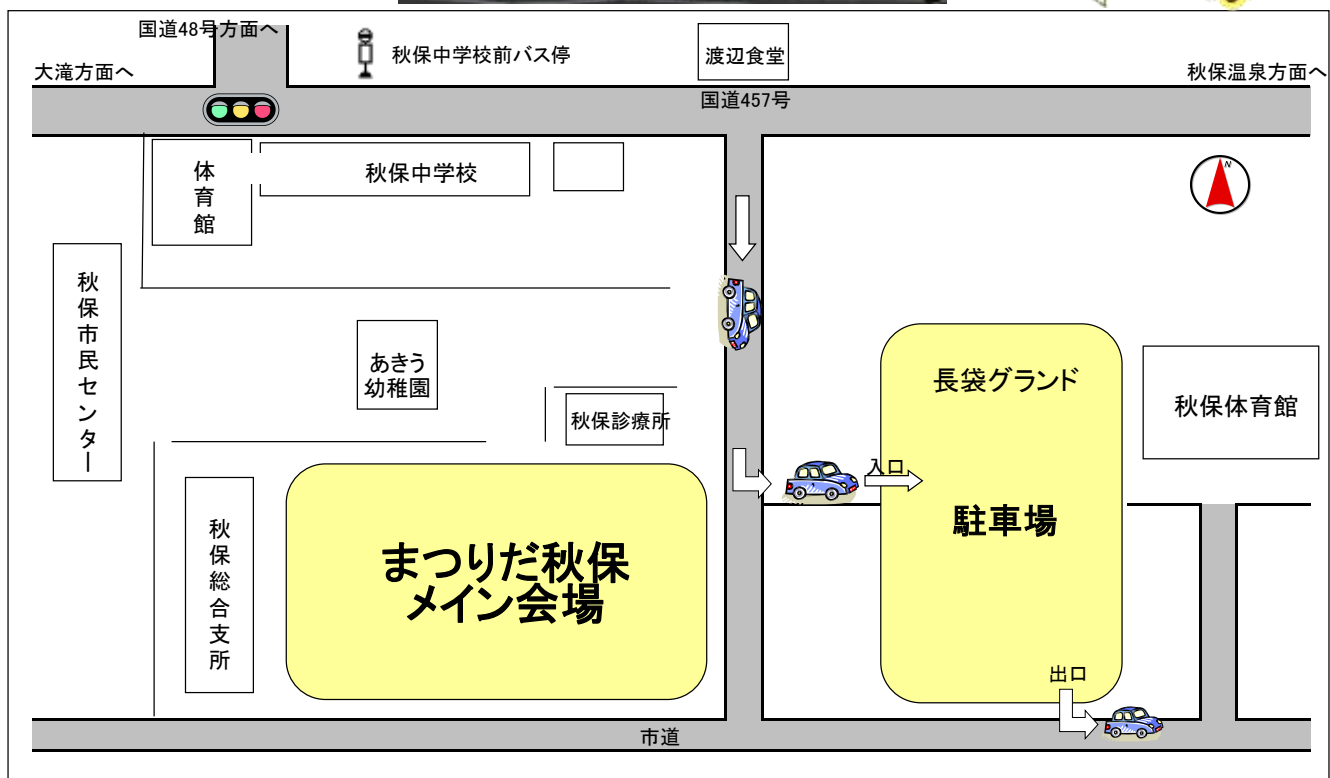 国道48号方面へ
秋保中学校前バス停
渡辺食堂
大滝方面へ
秋保温泉方面へ
国道457号
体育館
秋保中学校
N
秋保市民センター
あきう
幼稚園
長袋グランド
秋保体育館
秋保診療所
入口
駐車場
秋保総合支所
まつりだ秋保
メイン会場
出口
市道